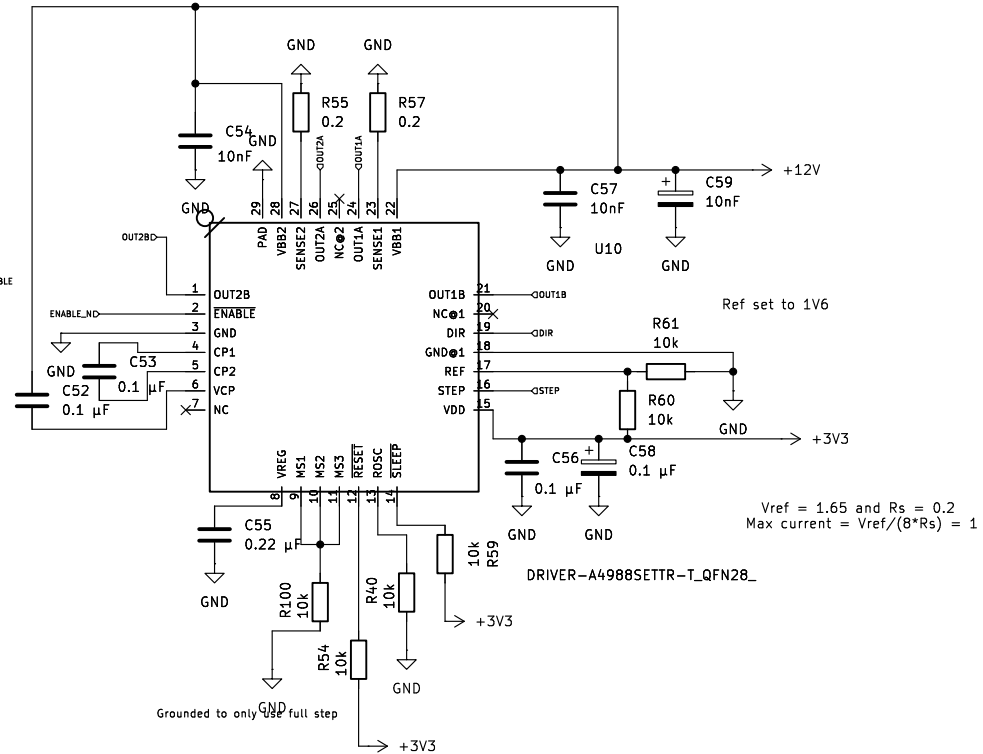 GND
GND
R55
0.2
R57
0.2
C54
10nF
GND
GND
OUT2A
OUT1A
+12V
C57
10nF
C59
10nF
+
GND
GND
U10
29
28
27
26
25
24
23
22
PAD
VBB2
SENSE2
OUT2A
NC@2
OUT1A
SENSE1
VBB1
OUT2B
BLE
ENABLE_N
GND
C53
0.1 µF
C52
0.1 µF
1 OUT2B
2 ENABLE
3 GND
4 CP1
5 CP2
6 VCP
7 NC
OUT1B 21
NC@1 20
DIR 19
GND@1 18
REF 17
STEP 16
VDD 15
OUT1B
DIR
STEP
Ref set to 1V6
R61
10k
R60
10k
GND
+3V3
VREG
MS1
MS2
MS3
RESET
ROSC
SLEEP
8
9
10
11
12
13
14
C56
0.1 µF
+
C58
0.1 µF
GND
GND
Vref = 1.65 and Rs = 0.2
Max current = Vref/(8*Rs) = 1
C55
0.22 µF
GND
R100
10k
R54
10k
R40
10k
10k
R59
DRIVER-A4988SETTR-T_QFN28_
+3V3
GND
GND
Grounded to only use full step
+3V3